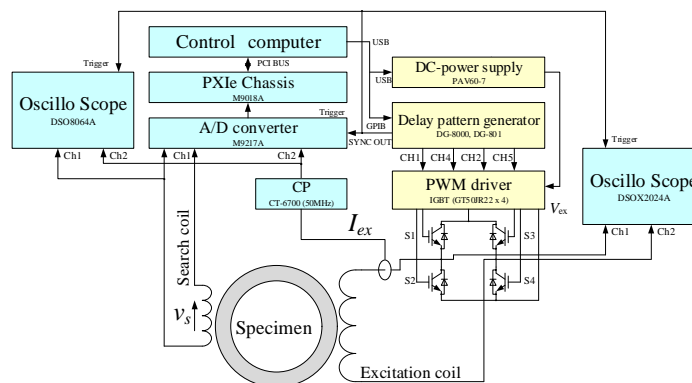 Control computer
USB
PCI BUS
Trigger
Oscillo Scope
DSO8064A
PXIe Chassis
M9018A
USB
DC-power supply
PAV60-7
Trigger
A/D converter
M9217A
GPIB
SYNC OUT
Delay pattern generator
DG-8000, DG-801
Trigger
Ch1
Ch2
Ch1
Ch2
CH1
CH4
CH2
CH5
CP
CT-6700 (50MHz)
PWM driver
IGBT (GT50JR22 x 4)
Vex
Oscillo Scope
DSOX2024A
Iex
S1
S3
Ch1
Ch2
Search coil
S2
S4
vs
Specimen
Excitation coil